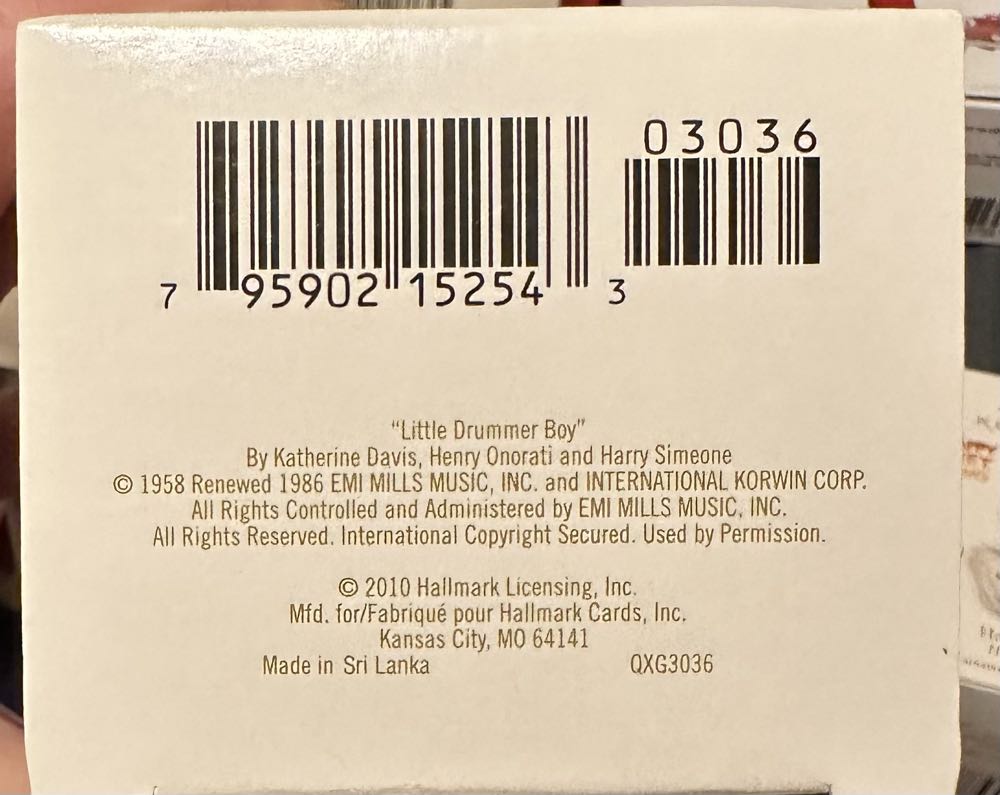 03036
7 95902 15254 3
"Little Drummer Boy"
By Katherine Davis, Henry Onorati and Harry Simeone
© 1958 Renewed 1986 EMI MILLS MUSIC, INC. and INTERNATIONAL KORWIN CORP.
All Rights Controlled and Administered by EMI MILLS MUSIC, INC.
All Rights Reserved. International Copyright Secured. Used by Permission.
© 2010 Hallmark Licensing, Inc.
Mfd. for/Fabriqué pour Hallmark Cards, Inc.
Kansas City, MO 64141
Made in Sri Lanka QXG3036